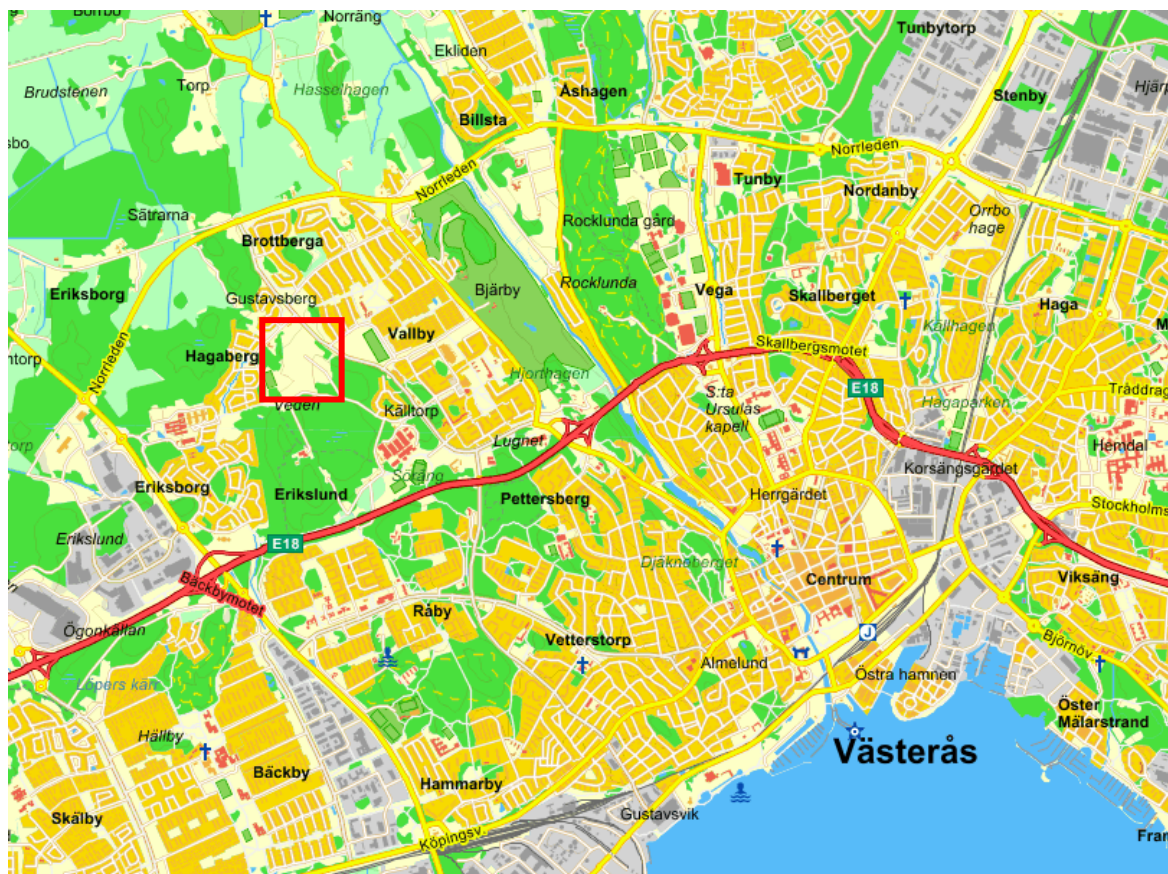 Borrbo
Norräng
Ekliden
Tunbytorp
Torp
Brudstenen
Hasselhagen
Åshagen
Stenby
Billsta
Norrleden
Norrleden
Tunby
Nordanby
Sätrarna
Rocklunda gård
Orrbo
hage
Brottberga
Eriksborg
Gustavsberg
Bjärby
Rocklunda
Vega
Skallberget
Haga
Källhagen
Vallby
Hagaberg
Skallbergsmotet
Norrleden
Hjorthagen
E18
S:ta
Ursulas
kapell
Veden
Källtorp
Hagaparken
Lugnet
Hemdal
Söräng
Korsängsgärdet
Eriksborg
Erikslund
Pettersberg
Herrgärdet
Stockholms
Erikslund
E18
Djäkneberget
Centrum
Viksäng
Bäckbymotet
Råby
Ögonkällan
Vetterstorp
J
Björnöv
Almelund
Östra hamnen
Löpers kärr
Öster
Mälarstrand
Hällby
Västerås
Bäckby
Hammarby
Skälby
Gustavsvik
Köpingsv.
Fran